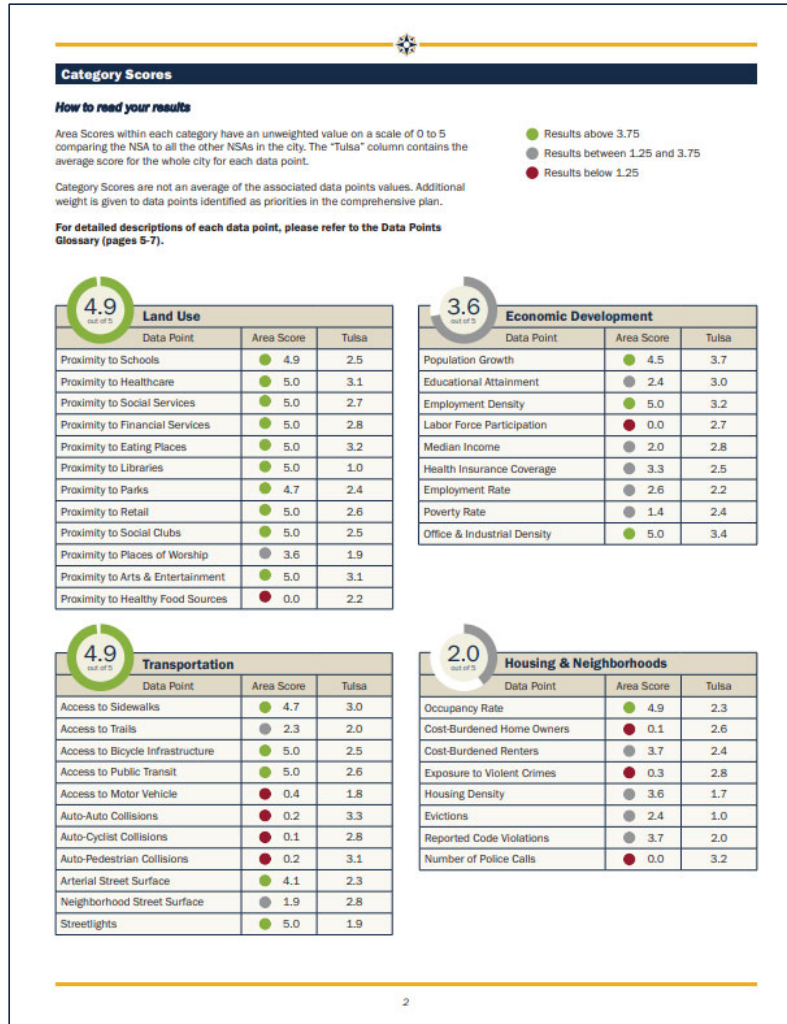 Category Scores
How to read your results
Area Scores within each category have an unweighted value on a scale of 0 to 5
comparing the NSA to all the other NSAs in the city. The “Tulsa” column contains the
average score for the whole city for each data point.
Category Scores are not an average of the associated data points values. Additional
weight is given to data points identified as priorities in the comprehensive plan.
For detailed descriptions of each data point, please refer to the Data Points
Glossary (pages 5-7).
Results above 3.75
Results between 1.25 and 3.75
Results below 1.25
4.9
out of 5
Land Use
Data Point Area Score Tulsa
Proximity to Schools 4.9 2.5
Proximity to Healthcare 5.0 3.1
Proximity to Social Services 5.0 2.7
Proximity to Financial Services 5.0 2.8
Proximity to Eating Places 5.0 3.2
Proximity to Libraries 5.0 1.0
Proximity to Parks 4.7 2.4
Proximity to Retail 5.0 2.6
Proximity to Social Clubs 5.0 2.5
Proximity to Places of Worship 3.6 1.9
Proximity to Arts & Entertainment 5.0 3.1
Proximity to Healthy Food Sources 0.0 2.2
3.6
out of 5
Economic Development
Data Point Area Score Tulsa
Population Growth 4.5 3.7
Educational Attainment 2.4 3.0
Employment Density 5.0 3.2
Labor Force Participation 0.0 2.7
Median Income 2.0 2.8
Health Insurance Coverage 3.3 2.5
Employment Rate 2.6 2.2
Poverty Rate 1.4 2.4
Office & Industrial Density 5.0 3.4
4.9
out of 5
Transportation
Data Point Area Score Tulsa
Access to Sidewalks 4.7 3.0
Access to Trails 2.3 2.0
Access to Bicycle Infrastructure 5.0 2.5
Access to Public Transit 5.0 2.6
Access to Motor Vehicle 0.4 1.8
Auto-Auto Collisions 0.2 3.3
Auto-Cyclist Collisions 0.1 2.8
Auto-Pedestrian Collisions 0.2 3.1
Arterial Street Surface 4.1 2.3
Neighborhood Street Surface 1.9 2.8
Streetlights 5.0 1.9
2.0
out of 5
Housing & Neighborhoods
Data Point Area Score Tulsa
Occupancy Rate 4.9 2.3
Cost-Burdened Home Owners 0.1 2.6
Cost-Burdened Renters 3.7 2.4
Exposure to Violent Crimes 0.3 2.8
Housing Density 3.6 1.7
Evictions 2.4 1.0
Reported Code Violations 3.7 2.0
Number of Police Calls 0.0 3.2
2